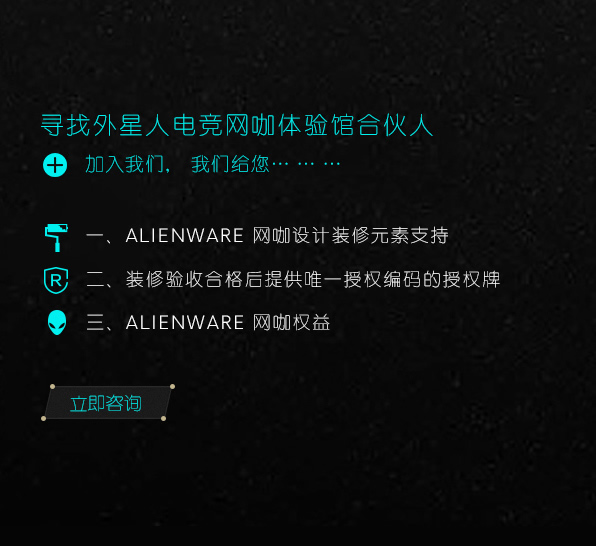 寻找外星人电竞网咖体验馆合伙人
加入我们， 我们给您… … …
一、ALIENWARE 网咖设计装修元素支持
R
二、装修验收合格后提供唯一授权编码的授权牌
三、ALIENWARE 网咖权益
立即咨询